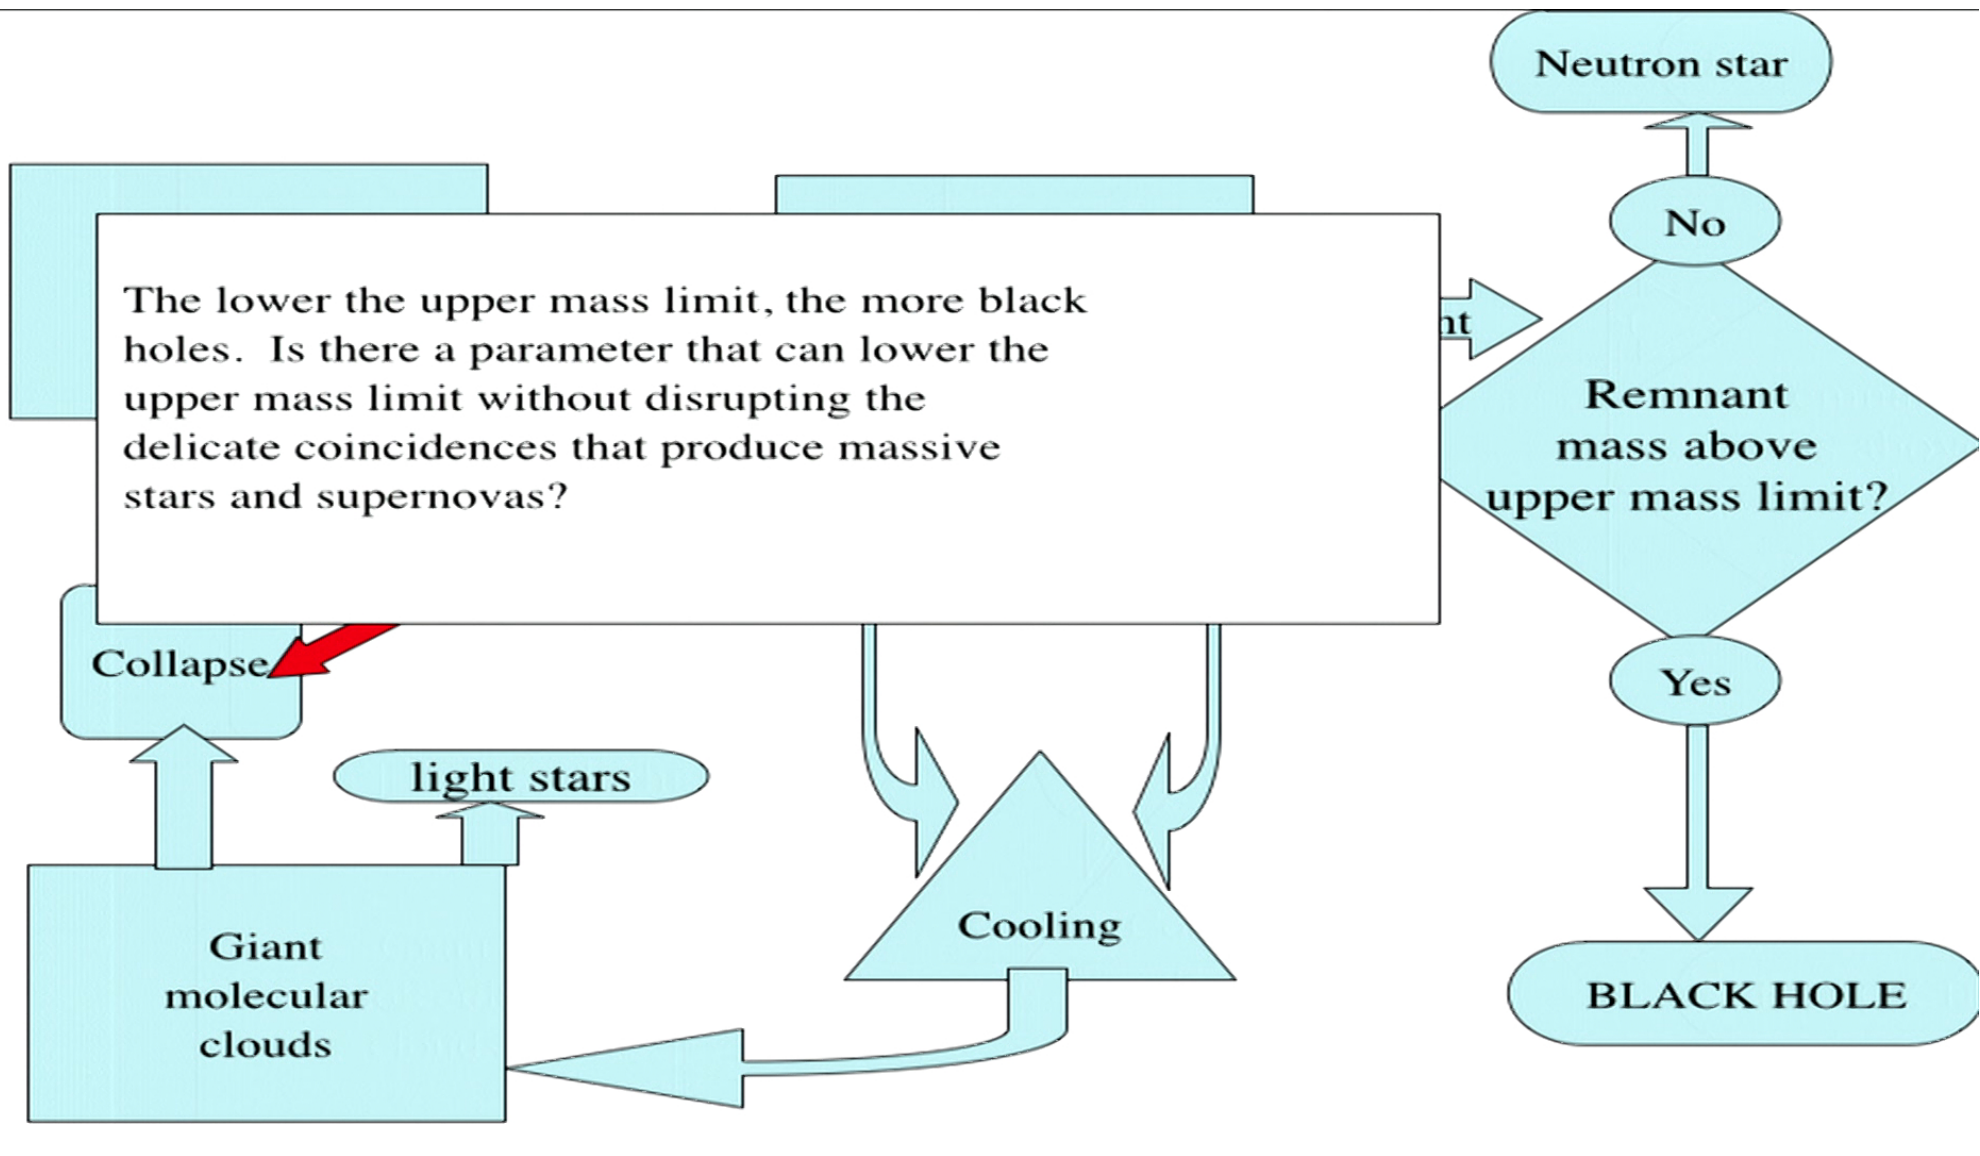 Neutron star
No
The lower the upper mass limit, the more black
holes.  Is there a parameter that can lower the
upper mass limit without disrupting the
delicate coincidences that produce massive
stars and supernovas?
Remnant
mass above
upper mass limit?
Collapse
Yes
light stars
Cooling
Giant
molecular
clouds
BLACK HOLE